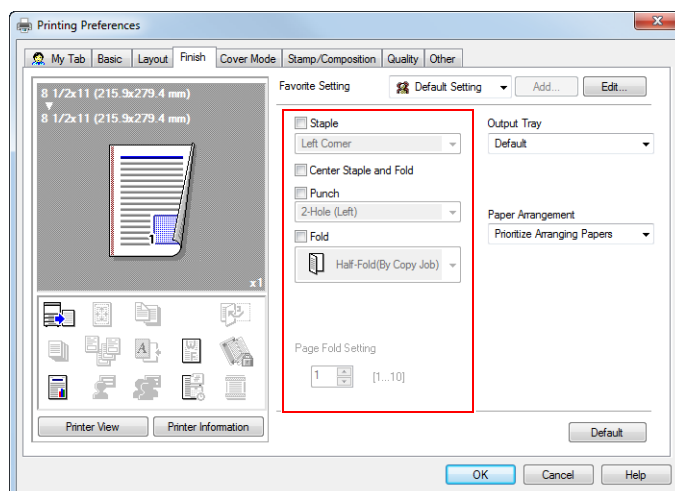 Printing Preferences
My Tab Basic Layout Finish Cover Mode Stamp/Composition Quality Other
8 1/2x11 (215.9x279.4 mm)
8 1/2x11 (215.9x279.4 mm)
1
x1
Printer View Printer Information
Favorite Setting Default Setting Add... Edit...
Staple
Left Corner
Center Staple and Fold
Punch
2-Hole (Left)
Fold
Half-Fold(By Copy Job)
Page Fold Setting
1 [1...10]
Output Tray
Default
Paper Arrangement
Prioritize Arranging Papers
Default
OK Cancel Help